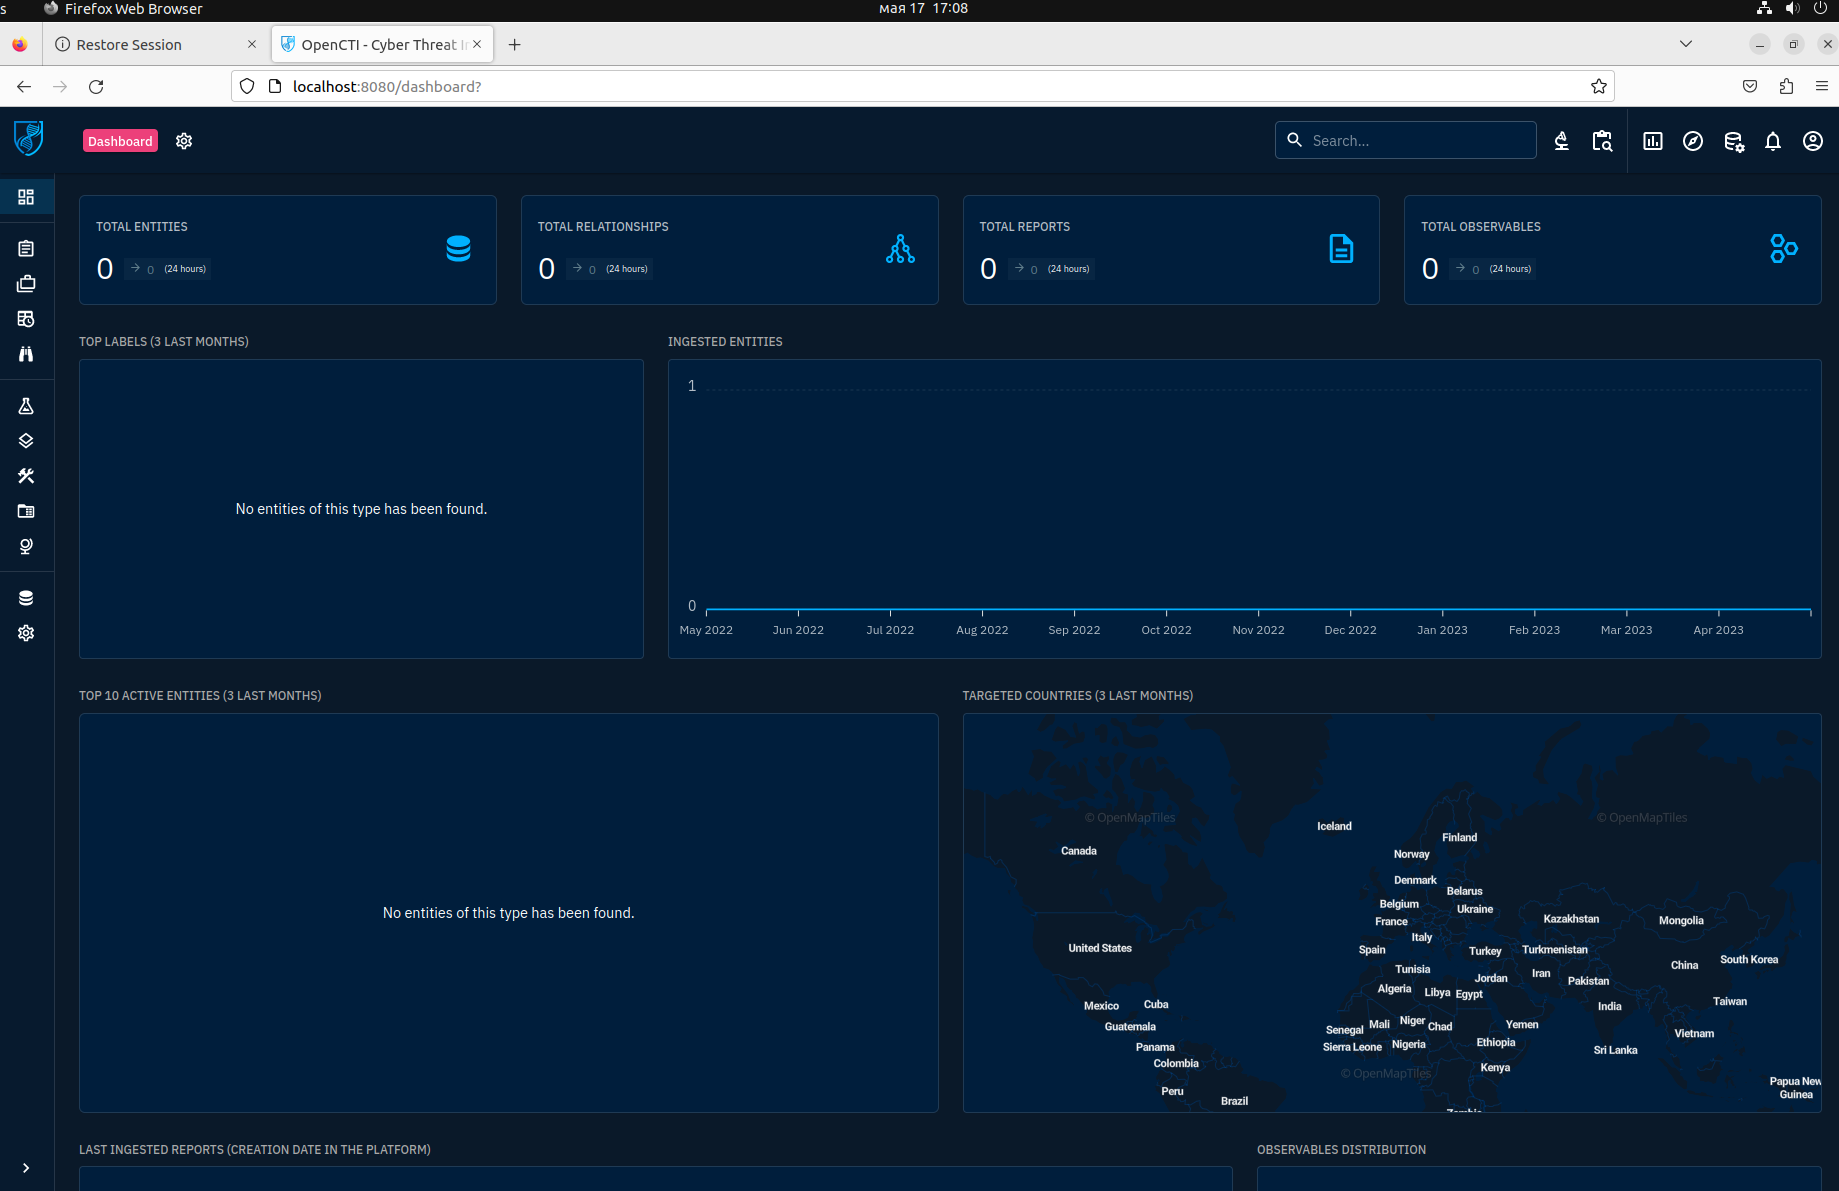 s
Firefox Web Browser
мая 17 17:08
Restore Session
OpenCTI - Cyber Threat
localhost:8080/dashboard?
Dashboard
Search...
TOTAL ENTITIES
0 0 (24 hours)
TOTAL RELATIONSHIPS
0 0 (24 hours)
TOTAL REPORTS
0 0 (24 hours)
TOTAL OBSERVABLES
0 0 (24 hours)
TOP LABELS (3 LAST MONTHS)
No entities of this type has been found.
INGESTED ENTITIES
1
0
May 2022 Jun 2022 Jul 2022 Aug 2022 Sep 2022 Oct 2022 Nov 2022 Dec 2022 Jan 2023 Feb 2023 Mar 2023 Apr 2023
TOP 10 ACTIVE ENTITIES (3 LAST MONTHS)
No entities of this type has been found.
TARGETED COUNTRIES (3 LAST MONTHS)
© OpenMapTiles
© OpenMapTiles
Iceland
Finland
Canada
Norway
Denmark
Belarus
Belgium
Ukraine
France
Kazakhstan
Mongolia
Italy
United States
Spain
Turkey
Turkmenistan
South Korea
China
Tunisia
Iran
Jordan
Pakistan
Algeria
Libya
Egypt
Taiwan
Mexico
Cuba
India
Niger
Mali
Chad
Yemen
Guatemala
Senegal
Vietnam
Ethiopia
Nigeria
Panama
Sierra Leone
Sri Lanka
Colombia
Kenya
© OpenMapTiles
Papua New
Guinea
Peru
Brazil
LAST INGESTED REPORTS (CREATION DATE IN THE PLATFORM)
OBSERVABLES DISTRIBUTION